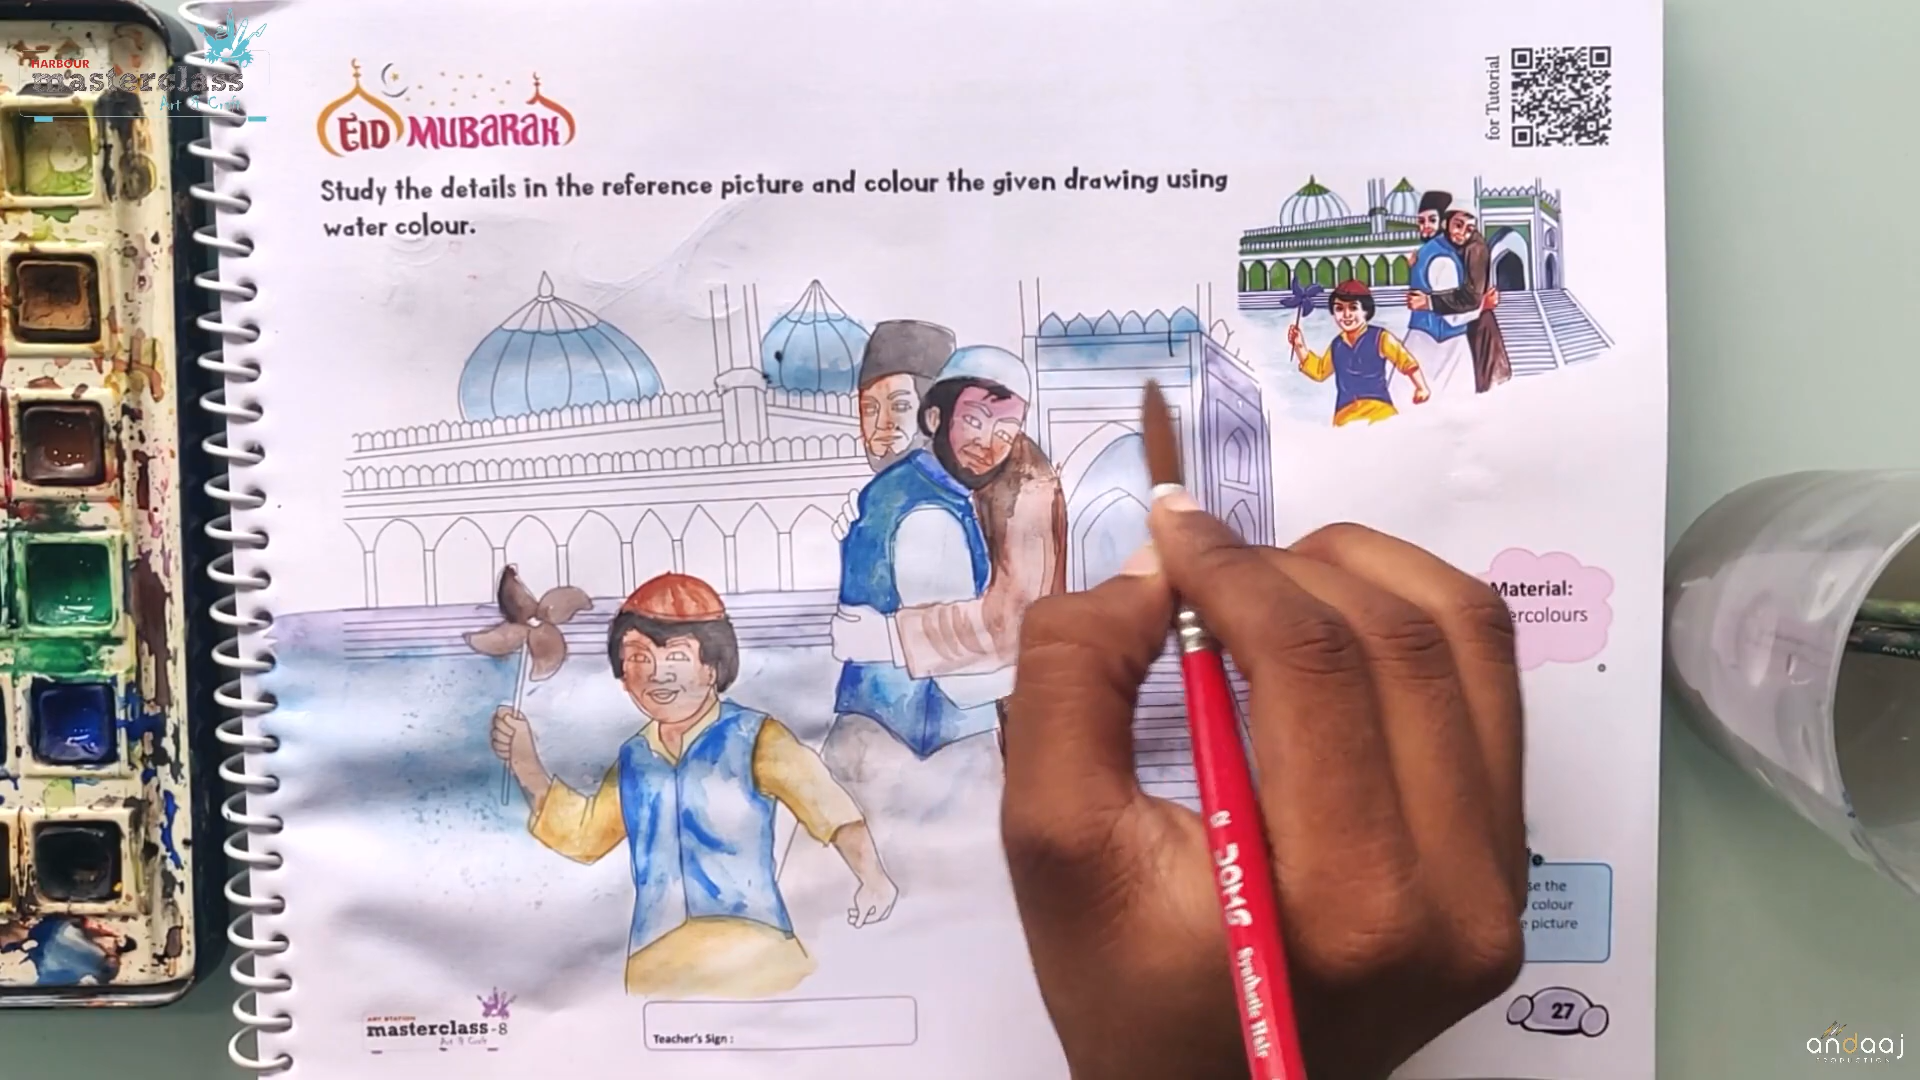 HARBOUR
masterclass
Art & Craft
EID MUBARAK
for Tutorial
Study the details in the reference picture and colour the given drawing using
water colour.
Material:
ercolours
se the
colour
e picture
DOMS Synthetic Hair
ART STATION
masterclass-8
Art & Craft
Teacher's Sign :
27
andaaj
PRODUCTION